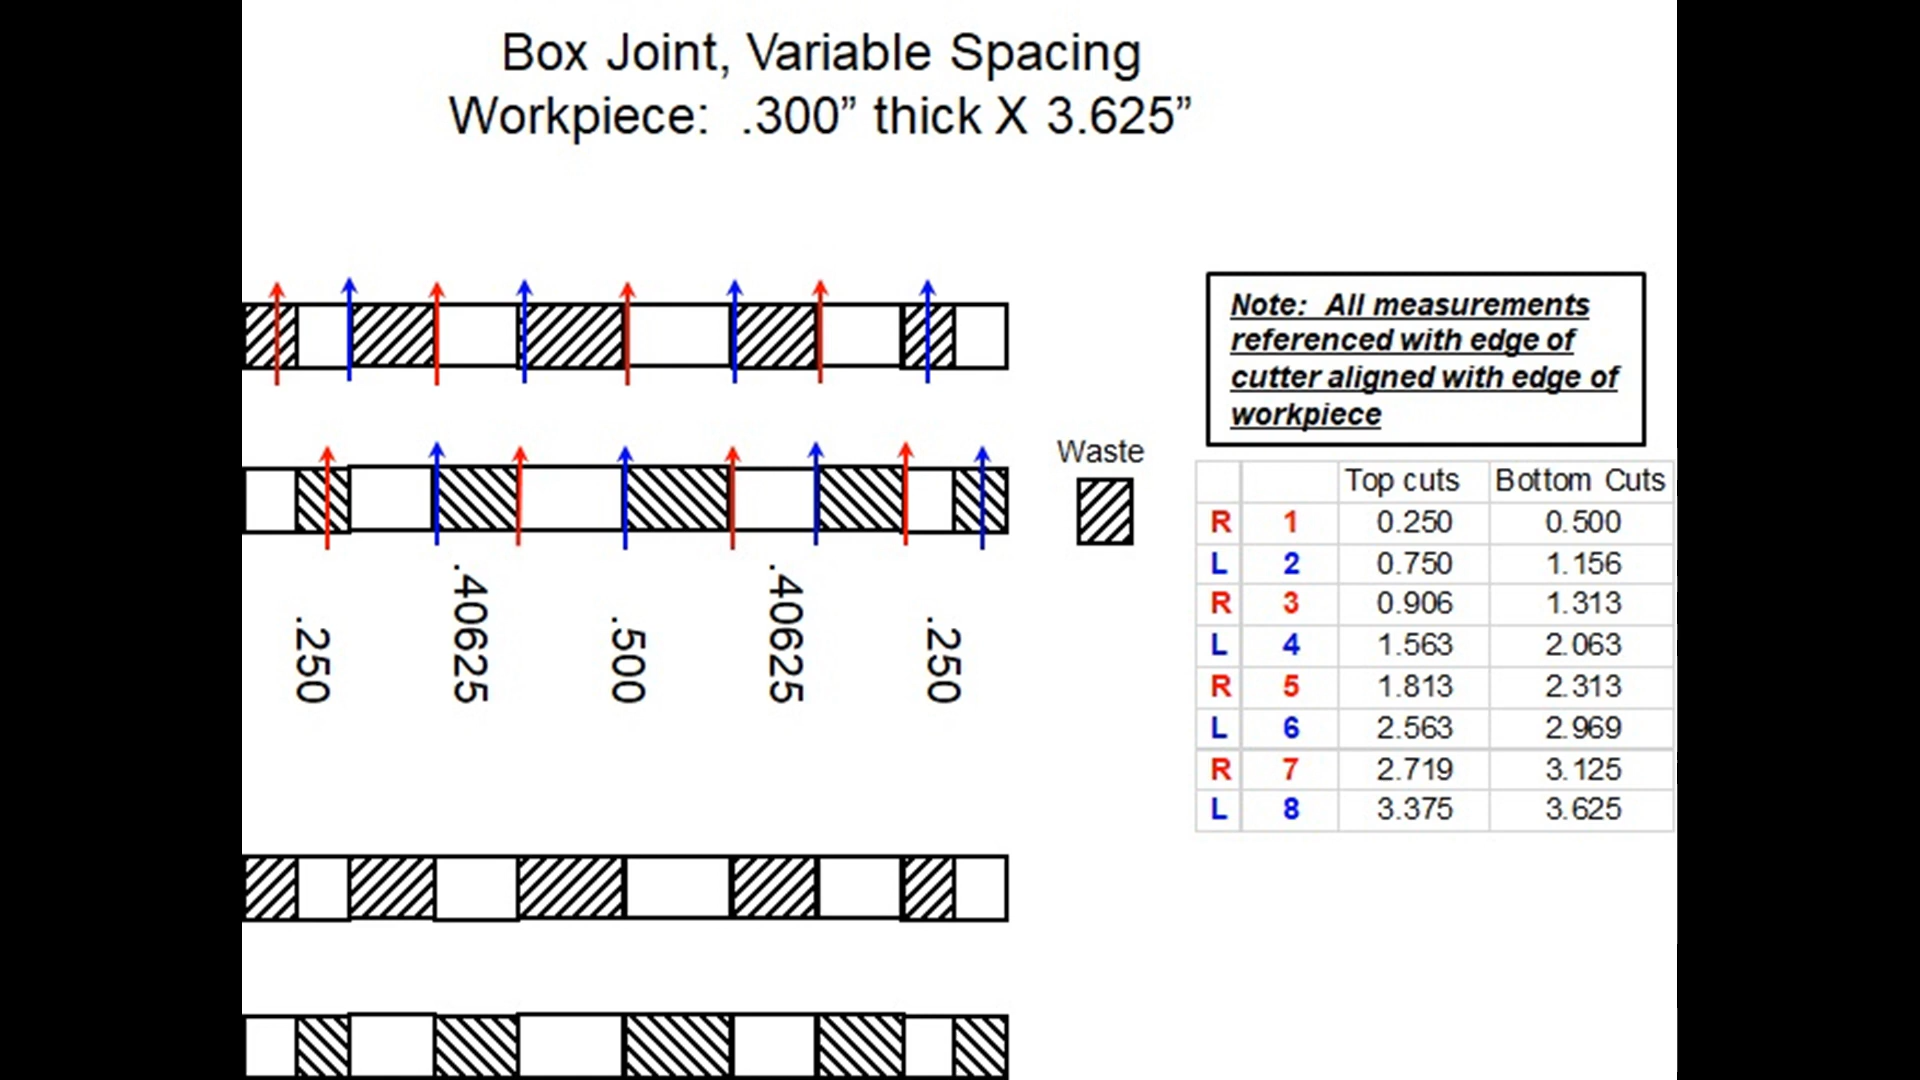 Box Joint, Variable Spacing
Workpiece: .300” thick X 3.625”
Note: All measurements
referenced with edge of
cutter aligned with edge of
workpiece
Waste
.250
.40625
.500
.40625
.250
Top cuts Bottom Cuts
R 1 0.250 0.500
L 2 0.750 1.156
R 3 0.906 1.313
L 4 1.563 2.063
R 5 1.813 2.313
L 6 2.563 2.969
R 7 2.719 3.125
L 8 3.375 3.625